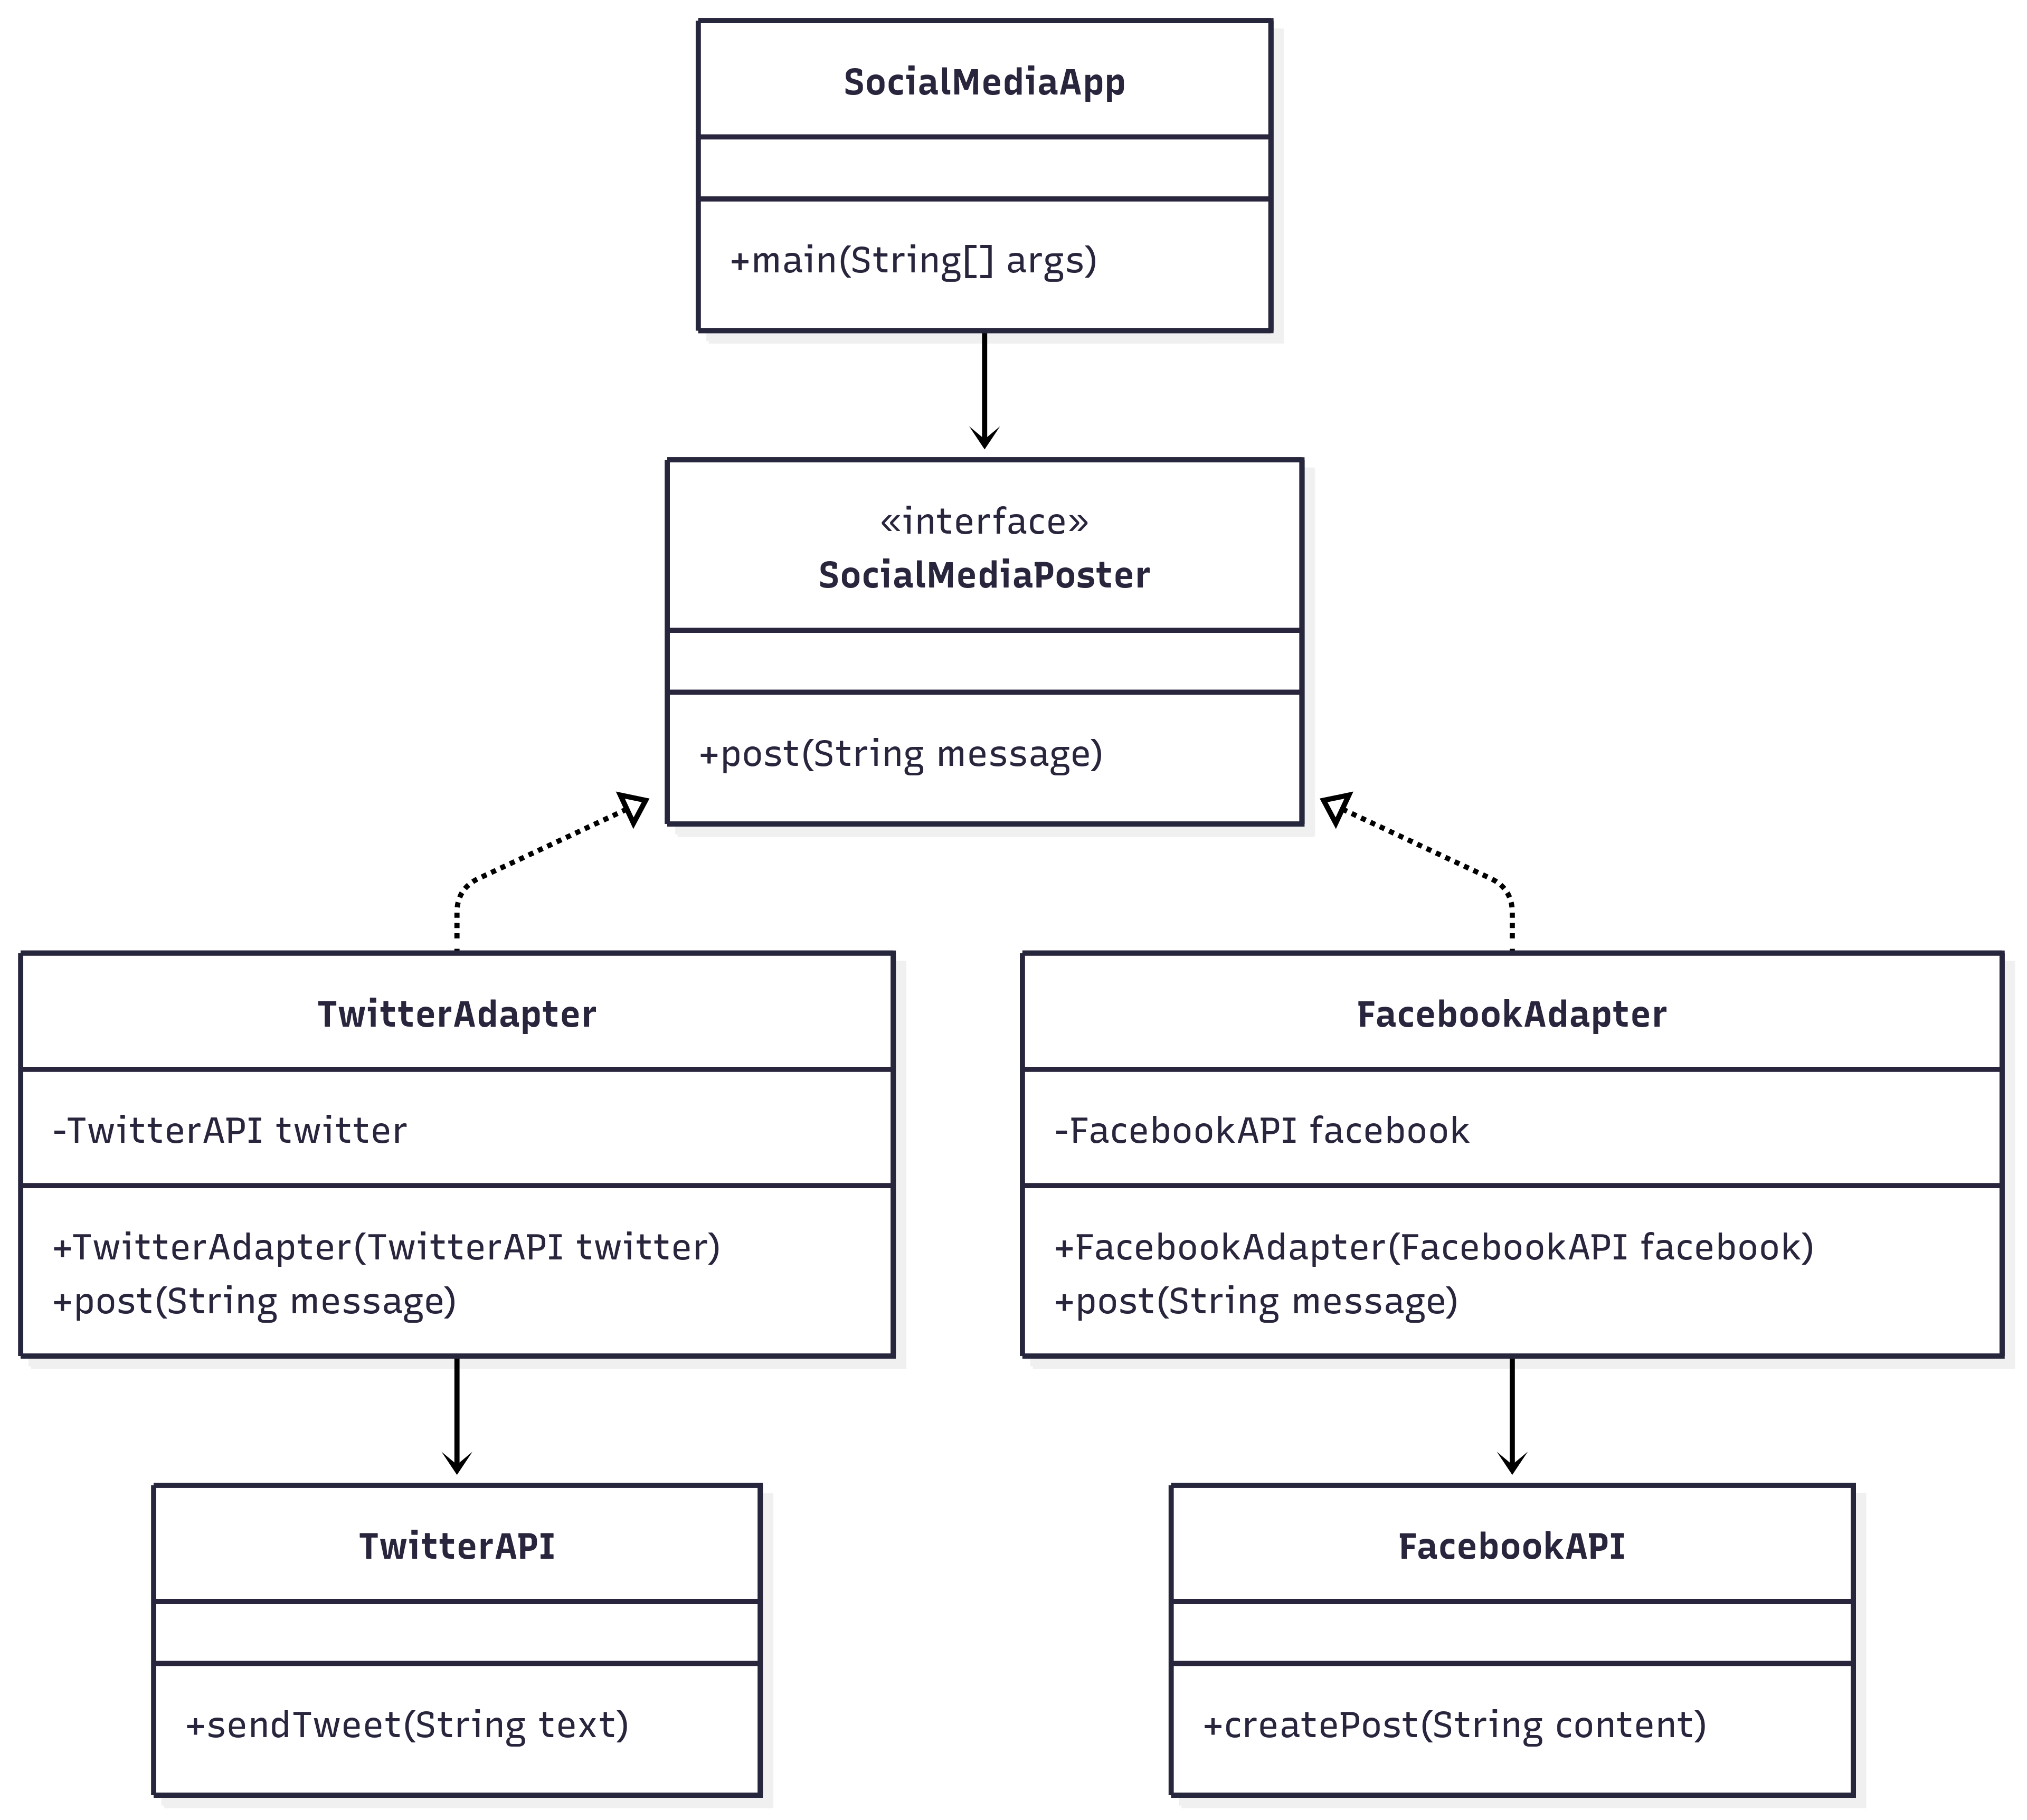 SocialMediaApp
+main(String[] args)
«interface»
SocialMediaPoster
+post(String message)
TwitterAdapter
-TwitterAPI twitter
+TwitterAdapter(TwitterAPI twitter)
+post(String message)
FacebookAdapter
-FacebookAPI facebook
+FacebookAdapter(FacebookAPI facebook)
+post(String message)
TwitterAPI
+sendTweet(String text)
FacebookAPI
+createPost(String content)